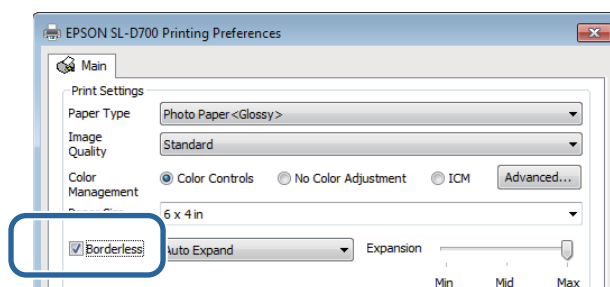 EPSON SL-D700 Printing Preferences
Main
Print Settings
Paper Type Photo Paper<Glossy>
Image
Quality Standard
Color
Management Color Controls No Color Adjustment ICM Advanced...
6 x 4 in
Borderless Auto Expand Expansion
Min Mid Max